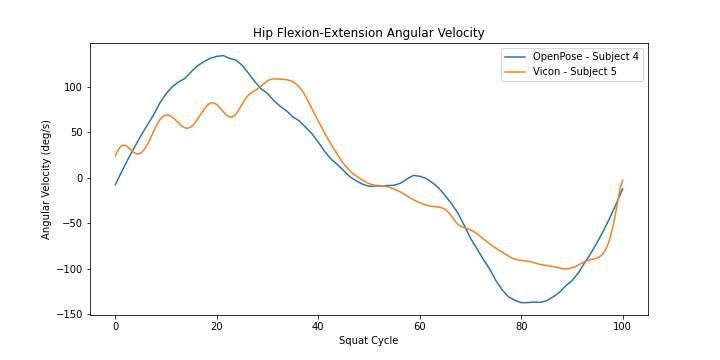 Hip Flexion-Extension Angular Velocity
OpenPose - Subject 4
Vicon - Subject 5
Angular Velocity (deg/s)
100
50
0
−50
−100
−150
0
20
40
60
80
100
Squat Cycle